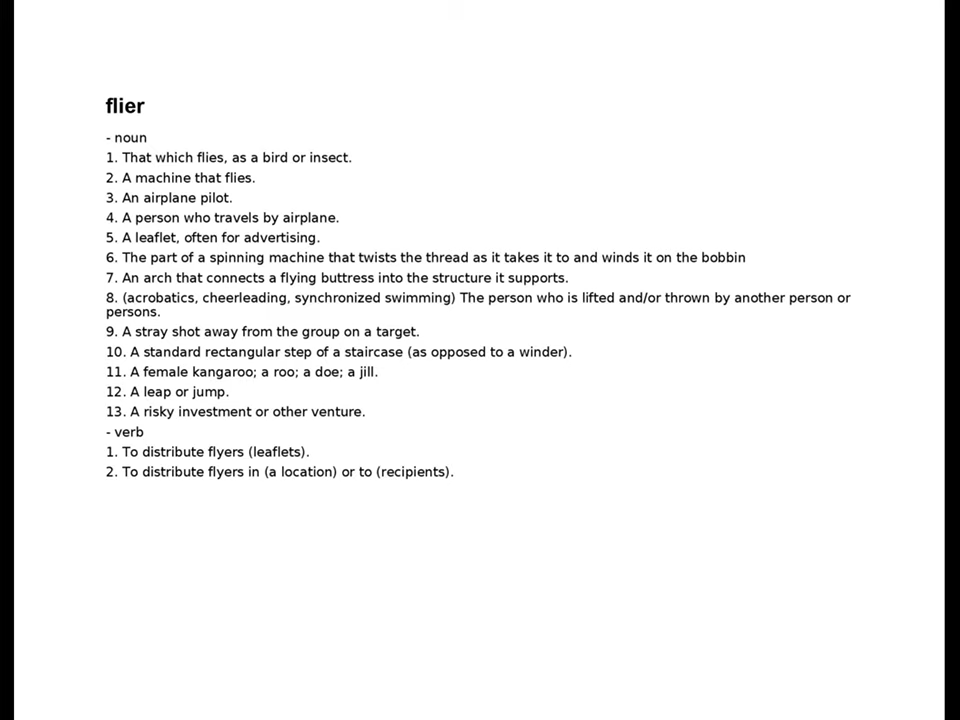 flier
- noun
1. That which flies, as a bird or insect.
2. A machine that flies.
3. An airplane pilot.
4. A person who travels by airplane.
5. A leaflet, often for advertising.
6. The part of a spinning machine that twists the thread as it takes it to and winds it on the bobbin
7. An arch that connects a flying buttress into the structure it supports.
8. (acrobatics, cheerleading, synchronized swimming) The person who is lifted and/or thrown by another person or
persons.
9. A stray shot away from the group on a target.
10. A standard rectangular step of a staircase (as opposed to a winder).
11. A female kangaroo; a roo; a doe; a jill.
12. A leap or jump.
13. A risky investment or other venture.
- verb
1. To distribute flyers (leaflets).
2. To distribute flyers in (a location) or to (recipients).